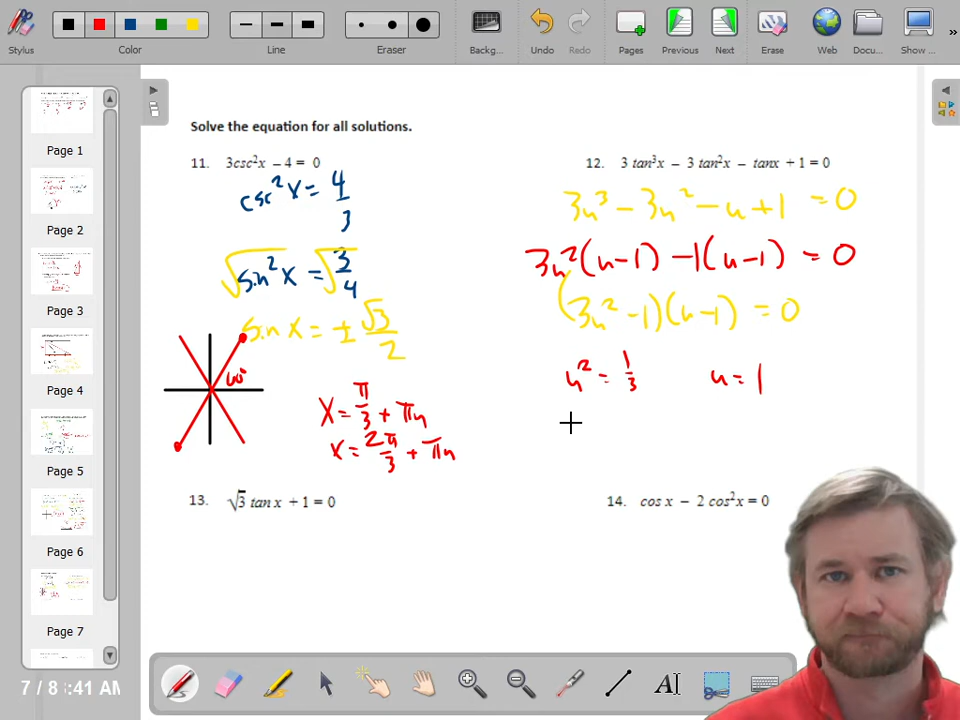 Stylus
Color
Line
Eraser
Backg...
Undo
Redo
Pages
Previous
Next
Erase
Web
Docu...
Show ...
»
Page 1
Page 2
Page 3
Page 4
Page 5
Page 6
Page 7
7 / 8
:41 AM
Solve the equation for all solutions.
11. 3csc²x – 4 = 0
csc²x = 4/3
√sin²x = √3/4
sin x = ± √3/2
60°
x = π/3 + πn
x = 2π/3 + πn
12. 3 tan³x – 3 tan²x – tanx + 1 = 0
3u³ – 3u² – u + 1 = 0
3u²(u–1) –1(u–1) = 0
(3u² –1)(u –1) = 0
u² = 1/3 u = 1
13. √3 tan x + 1 = 0
14. cos x – 2 cos²x = 0